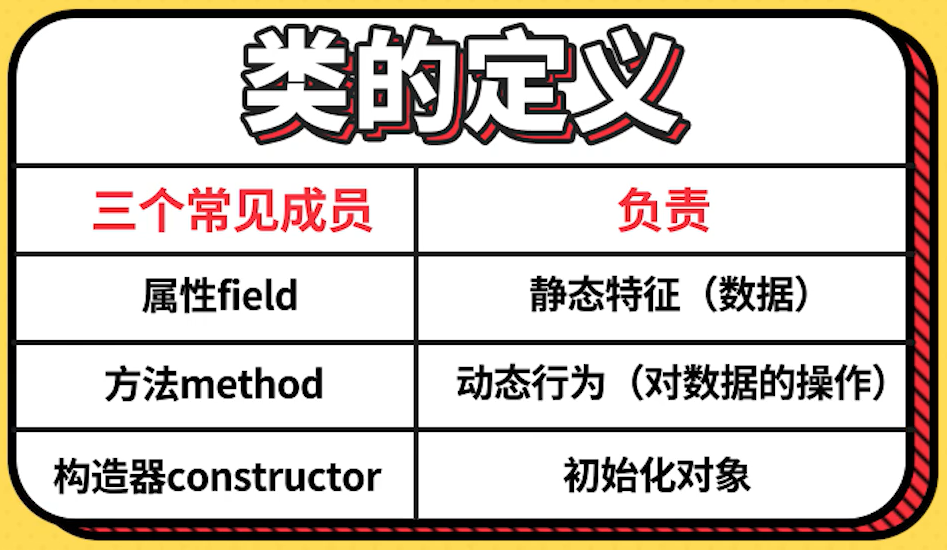 类的定义
三个常见成员 负责
属性field 静态特征（数据）
方法method 动态行为（对数据的操作）
构造器constructor 初始化对象